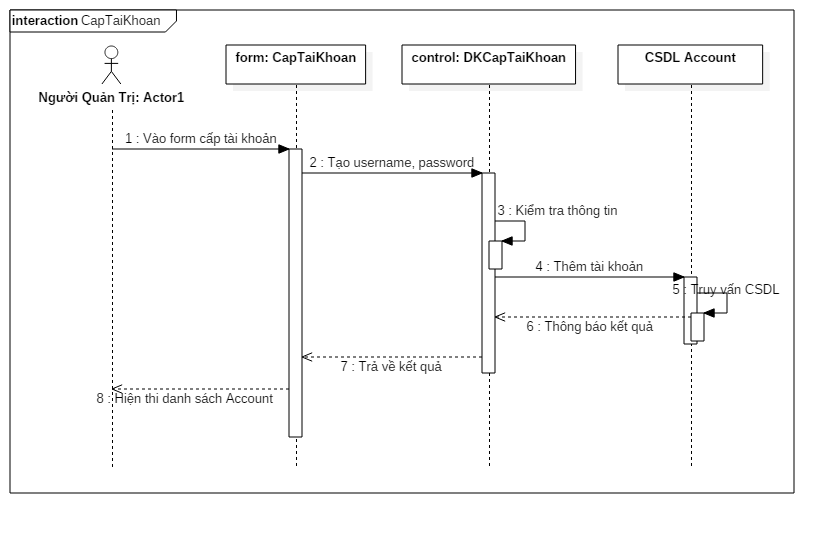 interaction CapTaiKhoan
form: CapTaiKhoan
control: DKCapTaiKhoan
CSDL Account
Người Quản Trị: Actor1
1 : Vào form cấp tài khoản
2 : Tạo username, password
3 : Kiểm tra thông tin
4 : Thêm tài khoản
5 : Truy vấn CSDL
6 : Thông báo kết quả
7 : Trả về kết quả
8 : Hiện thi danh sách Account